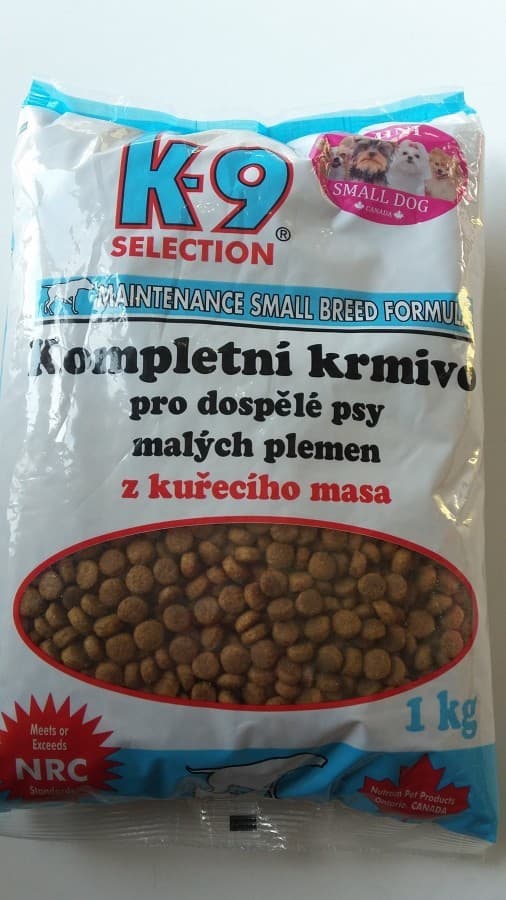 K-9
SELECTION®
MINI
SMALL DOG
CANADA
MAINTENANCE SMALL BREED FORMULA
Kompletní krmivo
pro dospělé psy
malých plemen
z kuřecího masa
1 kg
Meets or
Exceeds
NRC
Standards
Nutram Pet Products
Ontario, CANADA